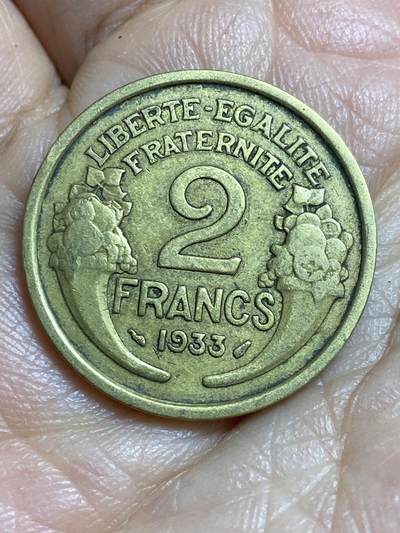 LIBERTE-EGALITE
FRATERNITE
2
FRANCS
1933